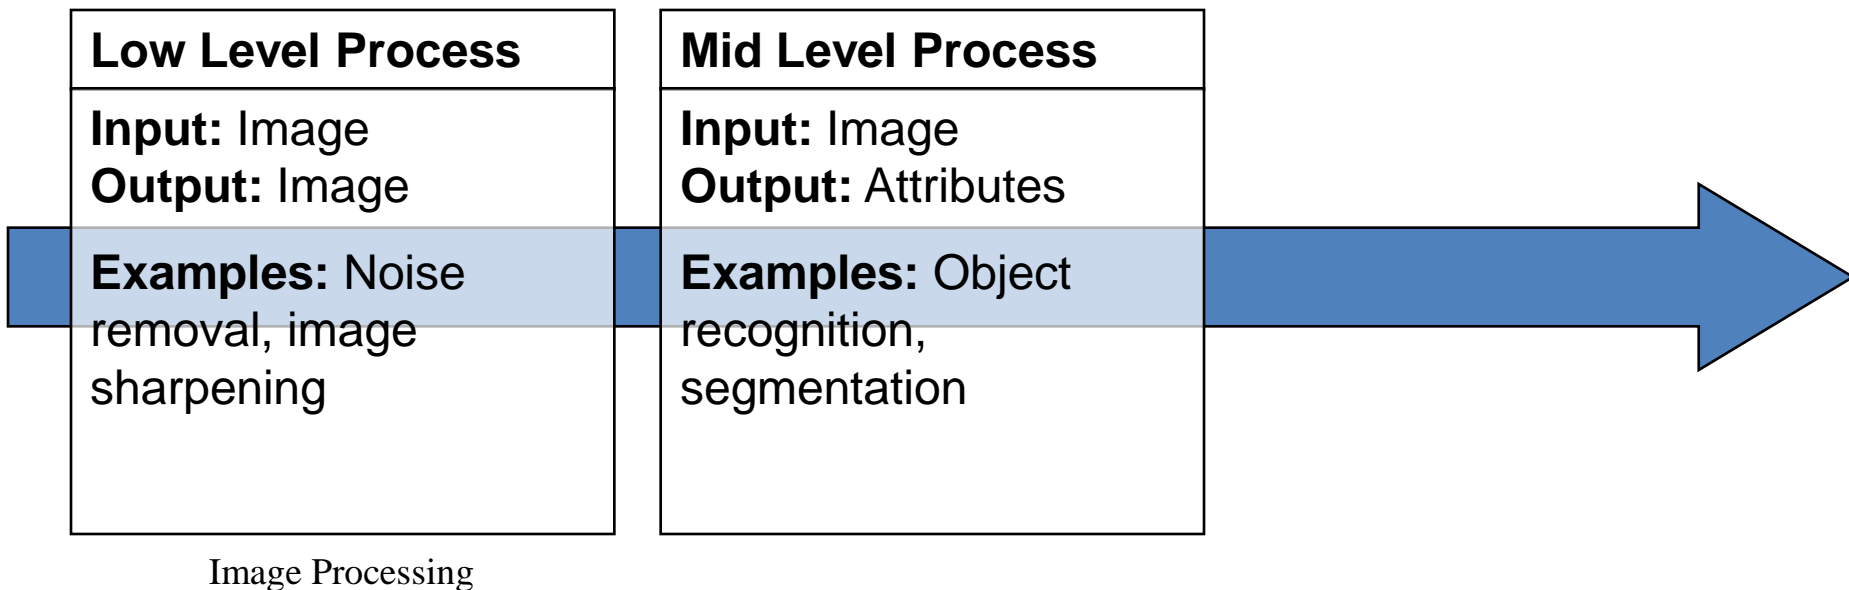 Low Level Process
Input: Image
Output: Image
Examples: Noise
removal, image
sharpening
Mid Level Process
Input: Image
Output: Attributes
Examples: Object
recognition,
segmentation
Image Processing